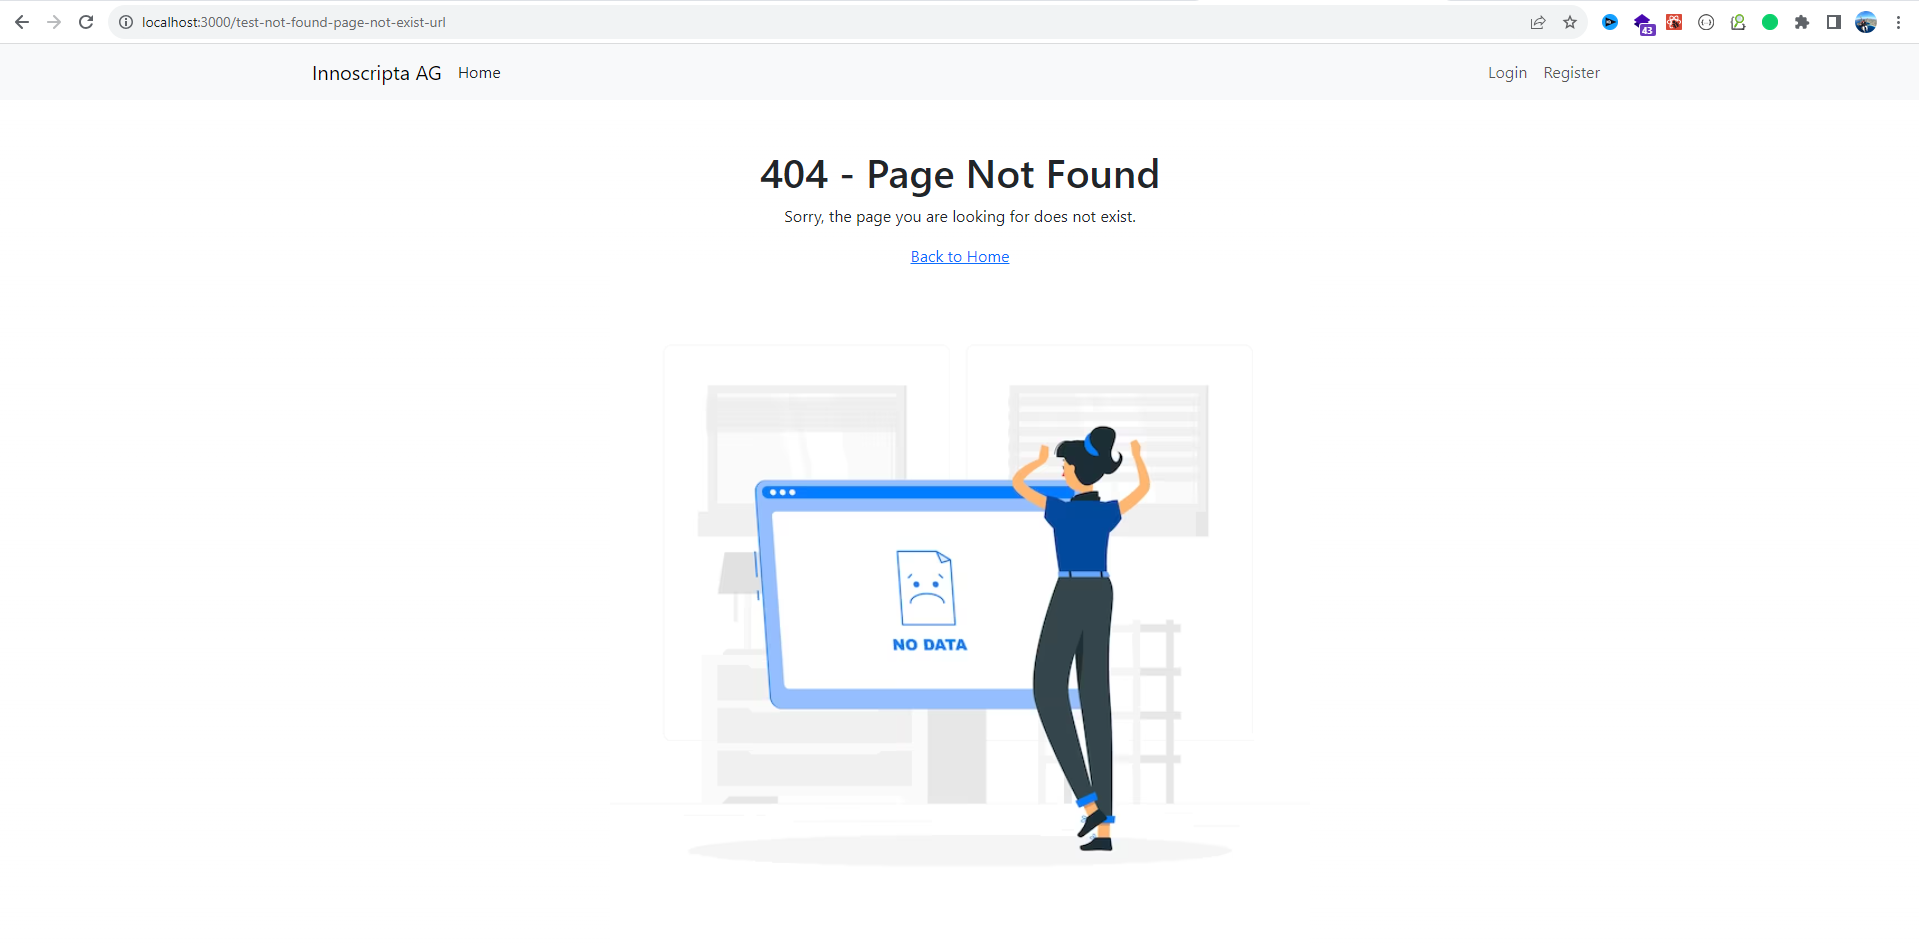 localhost:3000/test-not-found-page-not-exist-url
43
Innoscripta AG Home Login Register
404 - Page Not Found
Sorry, the page you are looking for does not exist.
Back to Home
NO DATA